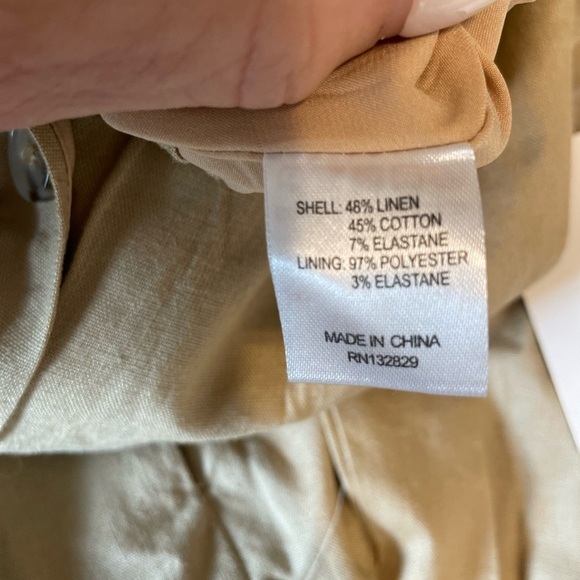 SHELL: 48% LINEN
45% COTTON
7% ELASTANE
LINING: 97% POLYESTER
3% ELASTANE
MADE IN CHINA
RN132829